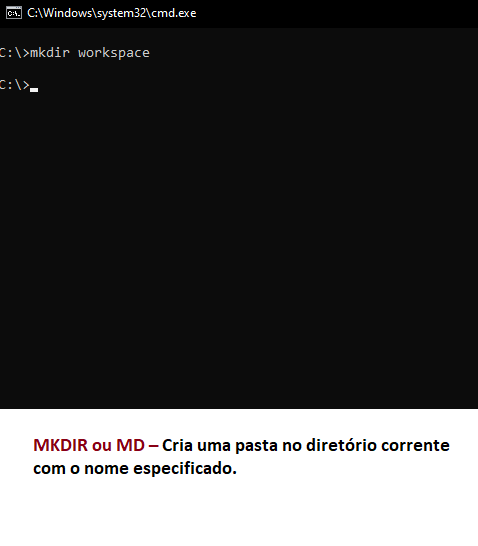 C:\Windows\system32\cmd.exe
C:\>mkdir workspace
C:\>
MKDIR ou MD – Cria uma pasta no diretório corrente
com o nome especificado.